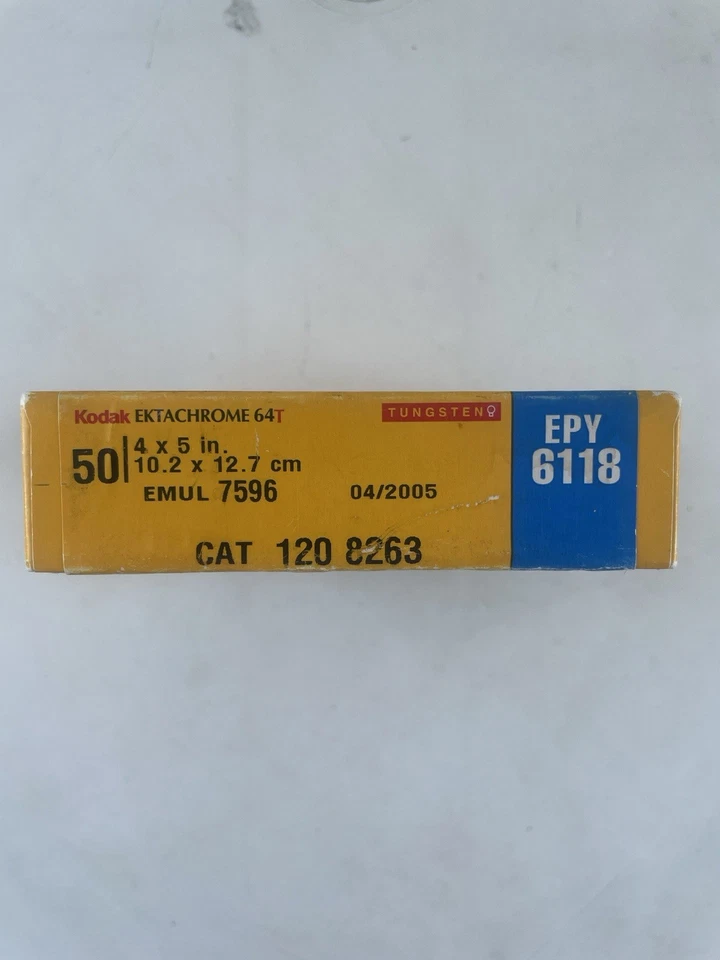 Kodak EKTACHROME 64T
TUNGSTEN
50 4 x 5 in.
10.2 x 12.7 cm
EMUL 7596 04/2005
CAT 120 8263
EPY
6118